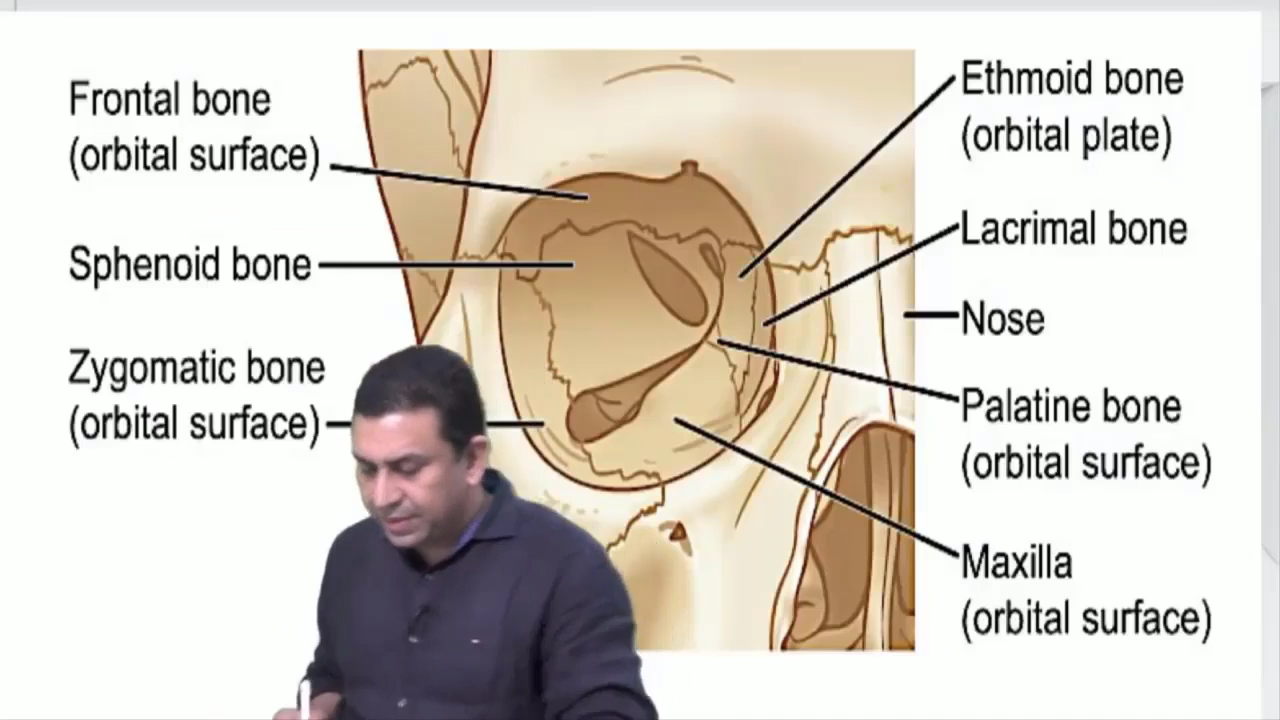 Frontal bone
(orbital surface)
Sphenoid bone
Zygomatic bone
(orbital surface)
Ethmoid bone
(orbital plate)
Lacrimal bone
Nose
Palatine bone
(orbital surface)
Maxilla
(orbital surface)